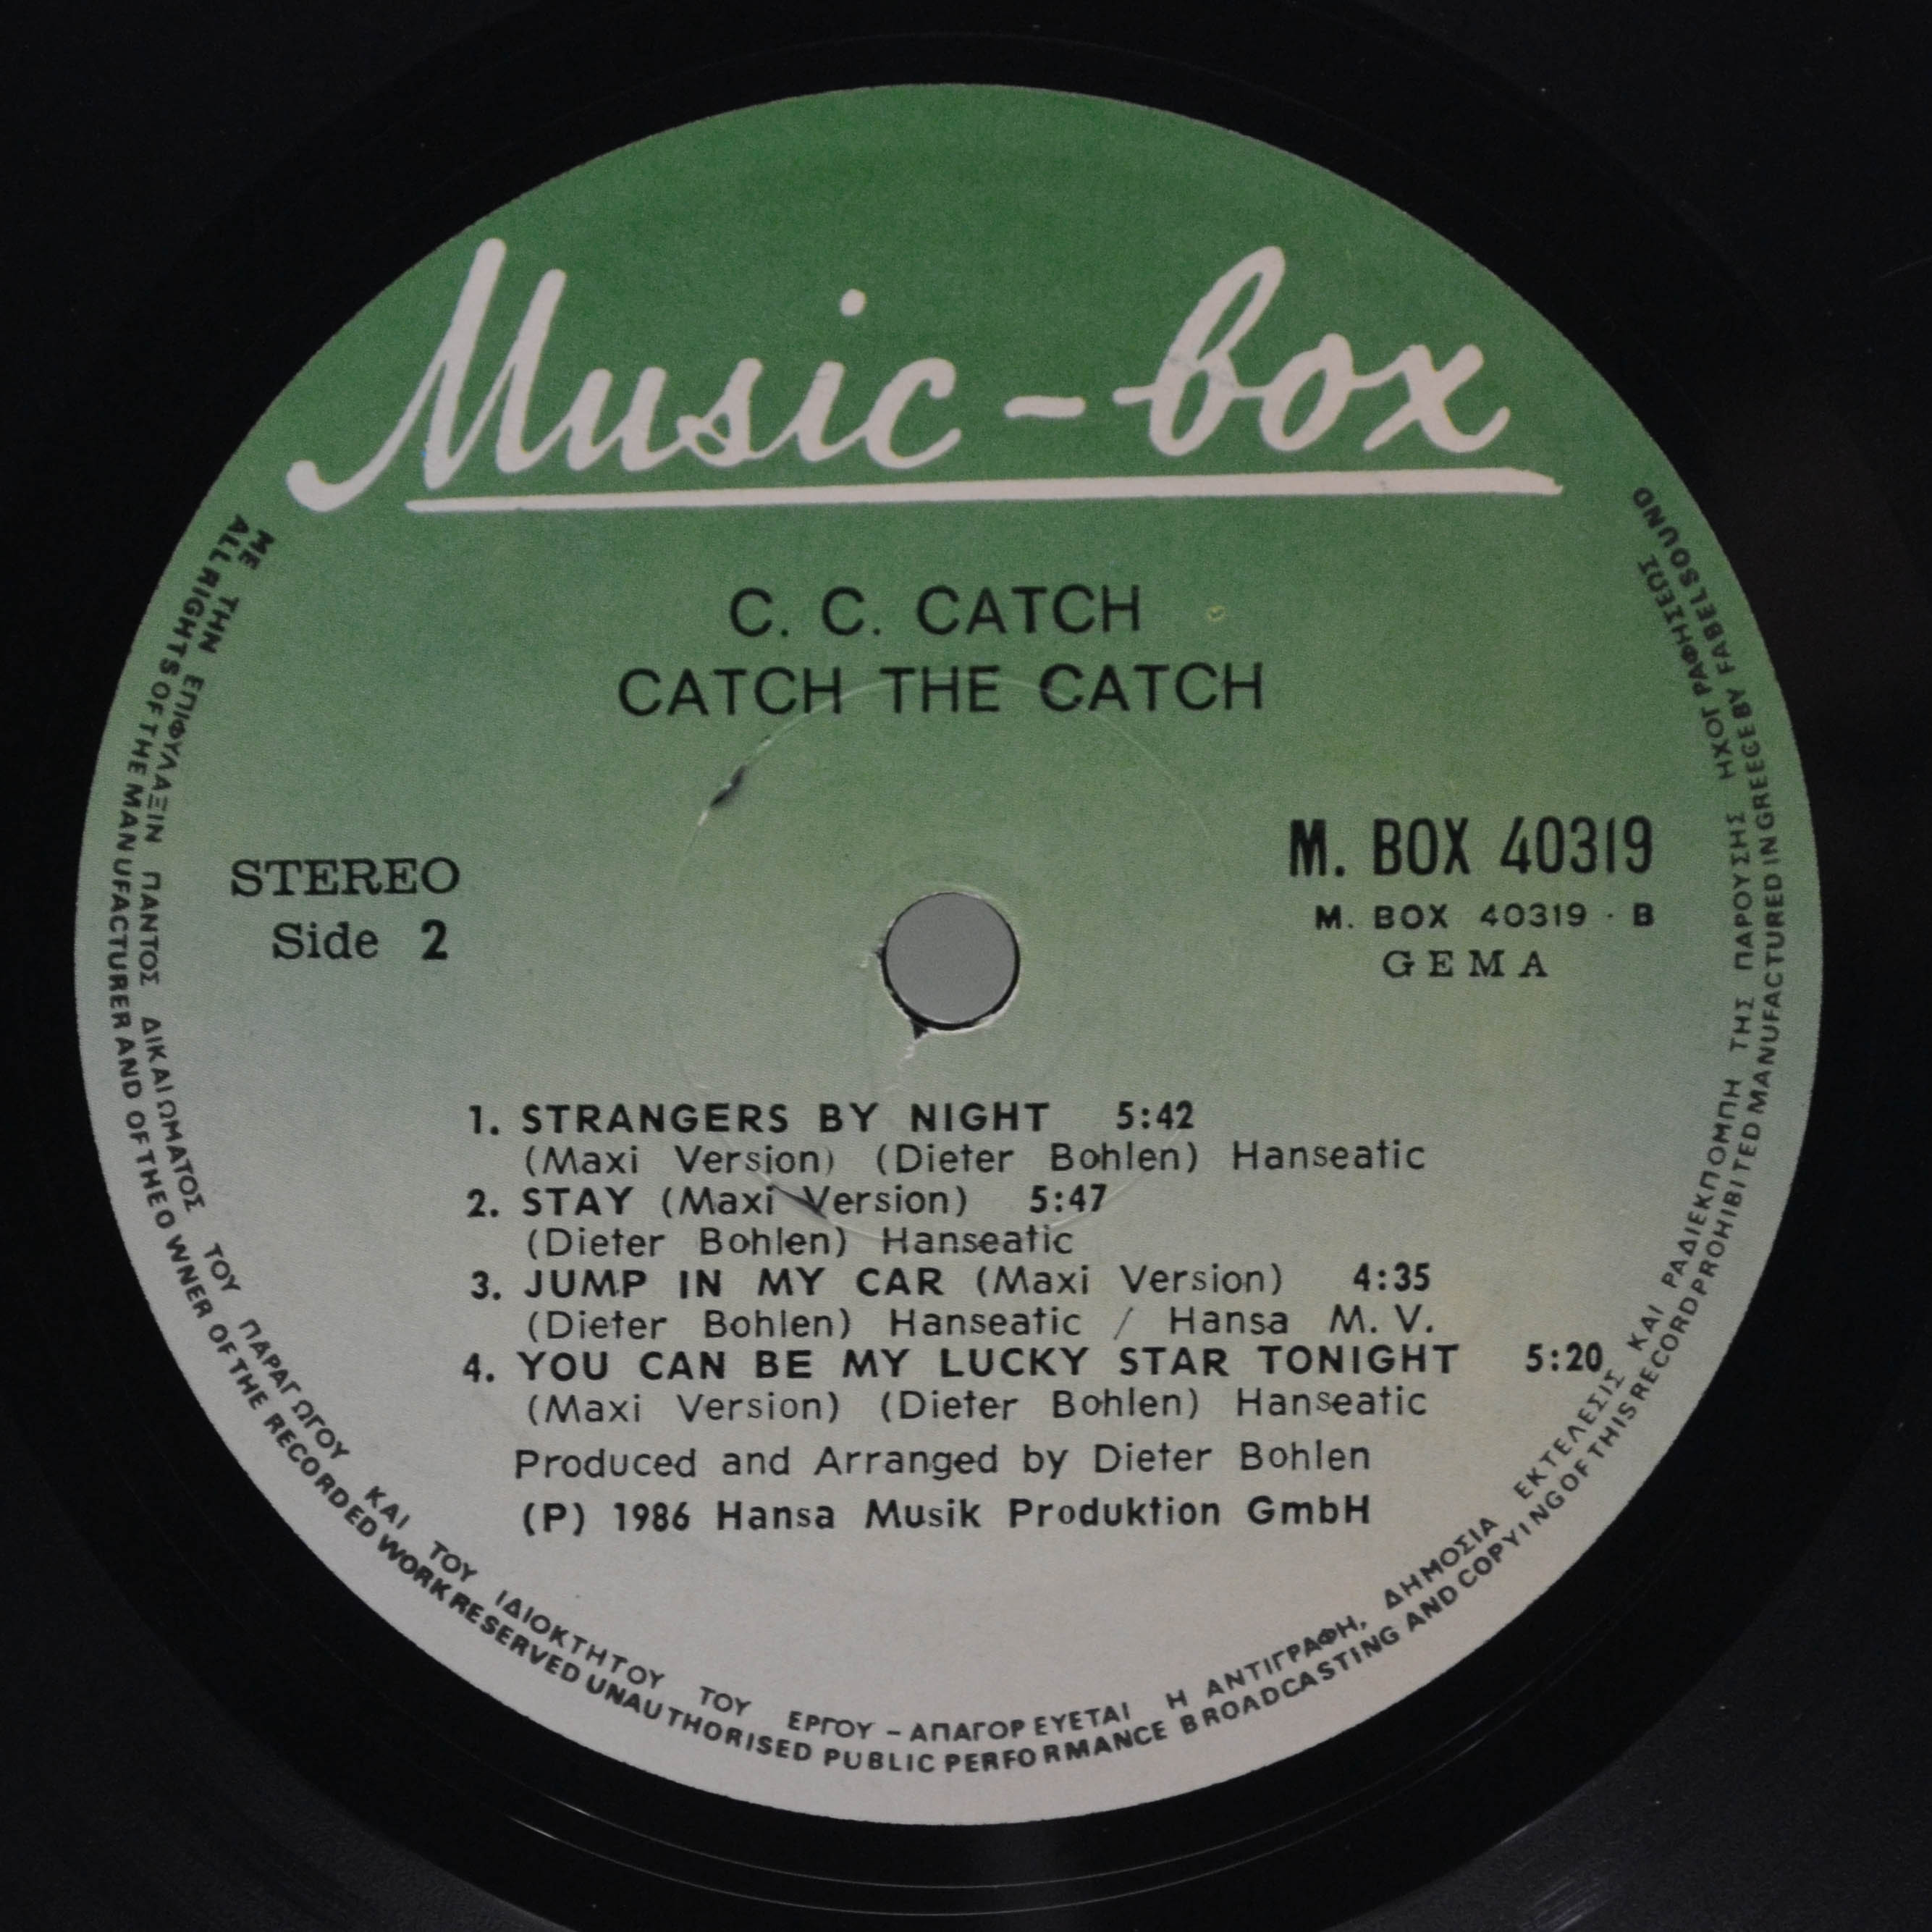 Music-box
C. C. CATCH
CATCH THE CATCH
STEREO
Side 2
M. BOX 40319
M. BOX 40319 · B
GEMA
1. STRANGERS BY NIGHT 5:42
(Maxi Version) (Dieter Bohlen) Hanseatic
2. STAY (Maxi Version) 5:47
(Dieter Bohlen) Hanseatic
3. JUMP IN MY CAR (Maxi Version) 4:35
(Dieter Bohlen) Hanseatic / Hansa M. V.
4. YOU CAN BE MY LUCKY STAR TONIGHT 5:20
(Maxi Version) (Dieter Bohlen) Hanseatic
Produced and Arranged by Dieter Bohlen
(P) 1986 Hansa Musik Produktion GmbH
ΜΕ ΤΗΝ ΕΠΙΦΥΛΑΞΙΝ ΠΑΝΤΟΣ ΔΙΚΑΙΩΜΑΤΟΣ ΤΟΥ ΠΑΡΑΓΩΓΟΥ ΚΑΙ ΤΟΥ ΙΔΙΟΚΤΗΤΟΥ ΤΟΥ ΕΡΓΟΥ – ΑΠΑΓΟΡΕΥΕΤΑΙ Η ΑΝΤΙΓΡΑΦΗ, ΔΗΜΟΣΙΑ ΕΚΤΕΛΕΣΙΣ ΚΑΙ ΡΑΔΙΕΚΠΟΜΠΗ ΤΗΣ ΠΑΡΟΥΣΗΣ ΗΧΟΓΡΑΦΗΣΕΩΣ
ALL RIGHTS OF THE MANUFACTURER AND OF THE OWNER OF THE RECORDED WORK RESERVED UNAUTHORISED PUBLIC PERFORMANCE BROADCASTING AND COPYING OF THIS RECORD PROHIBITED MANUFACTURED IN GREECE BY FABELSOUND